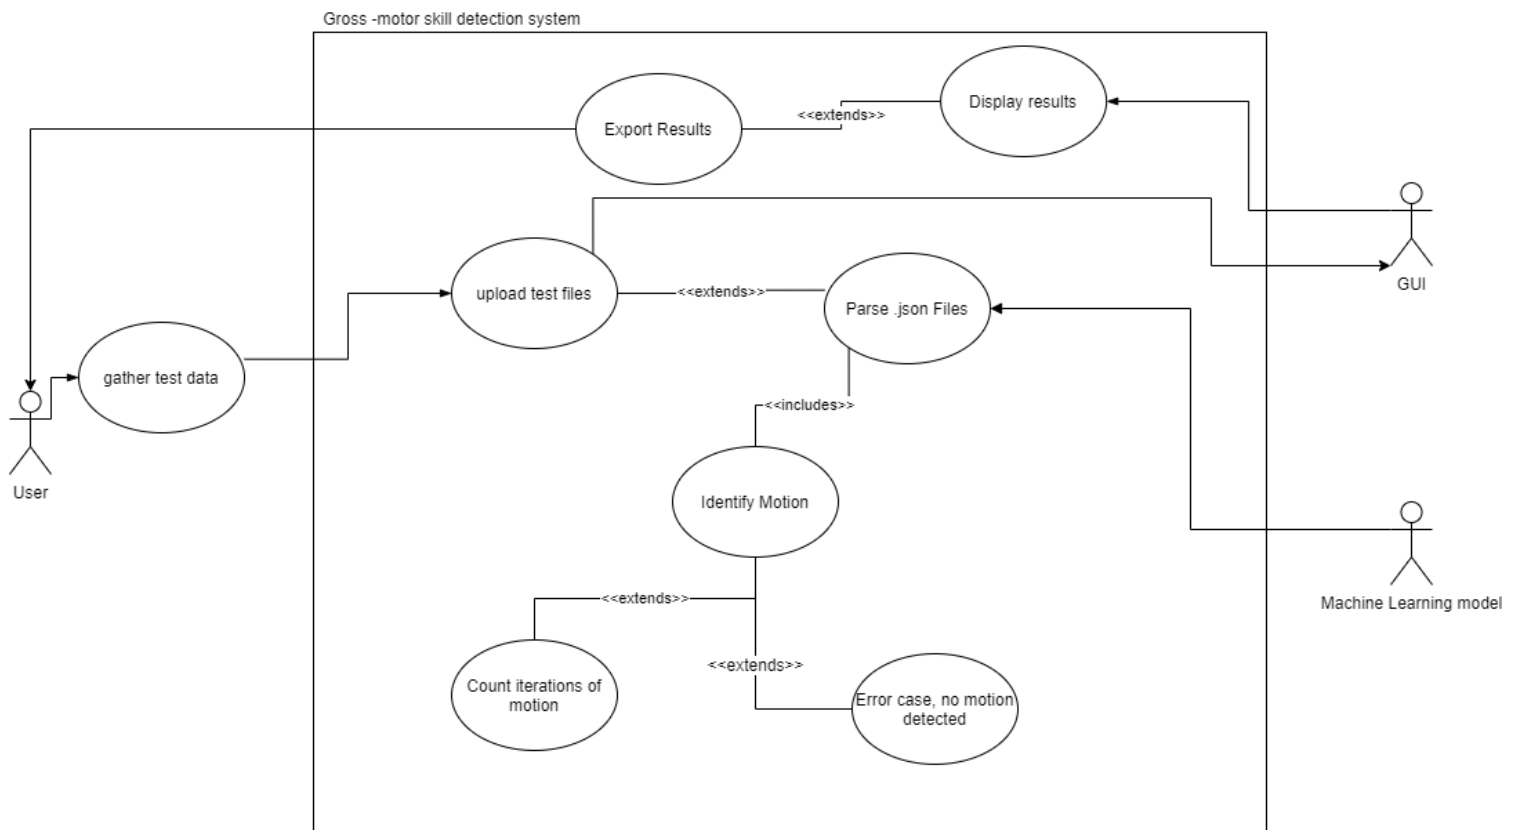 Gross -motor skill detection system
Display results
<<extends>>
Export Results
GUI
upload test files
<<extends>>
Parse .json Files
gather test data
<<includes>>
User
Identify Motion
Machine Learning model
<<extends>>
<<extends>>
Count iterations of
motion
Error case, no motion
detected